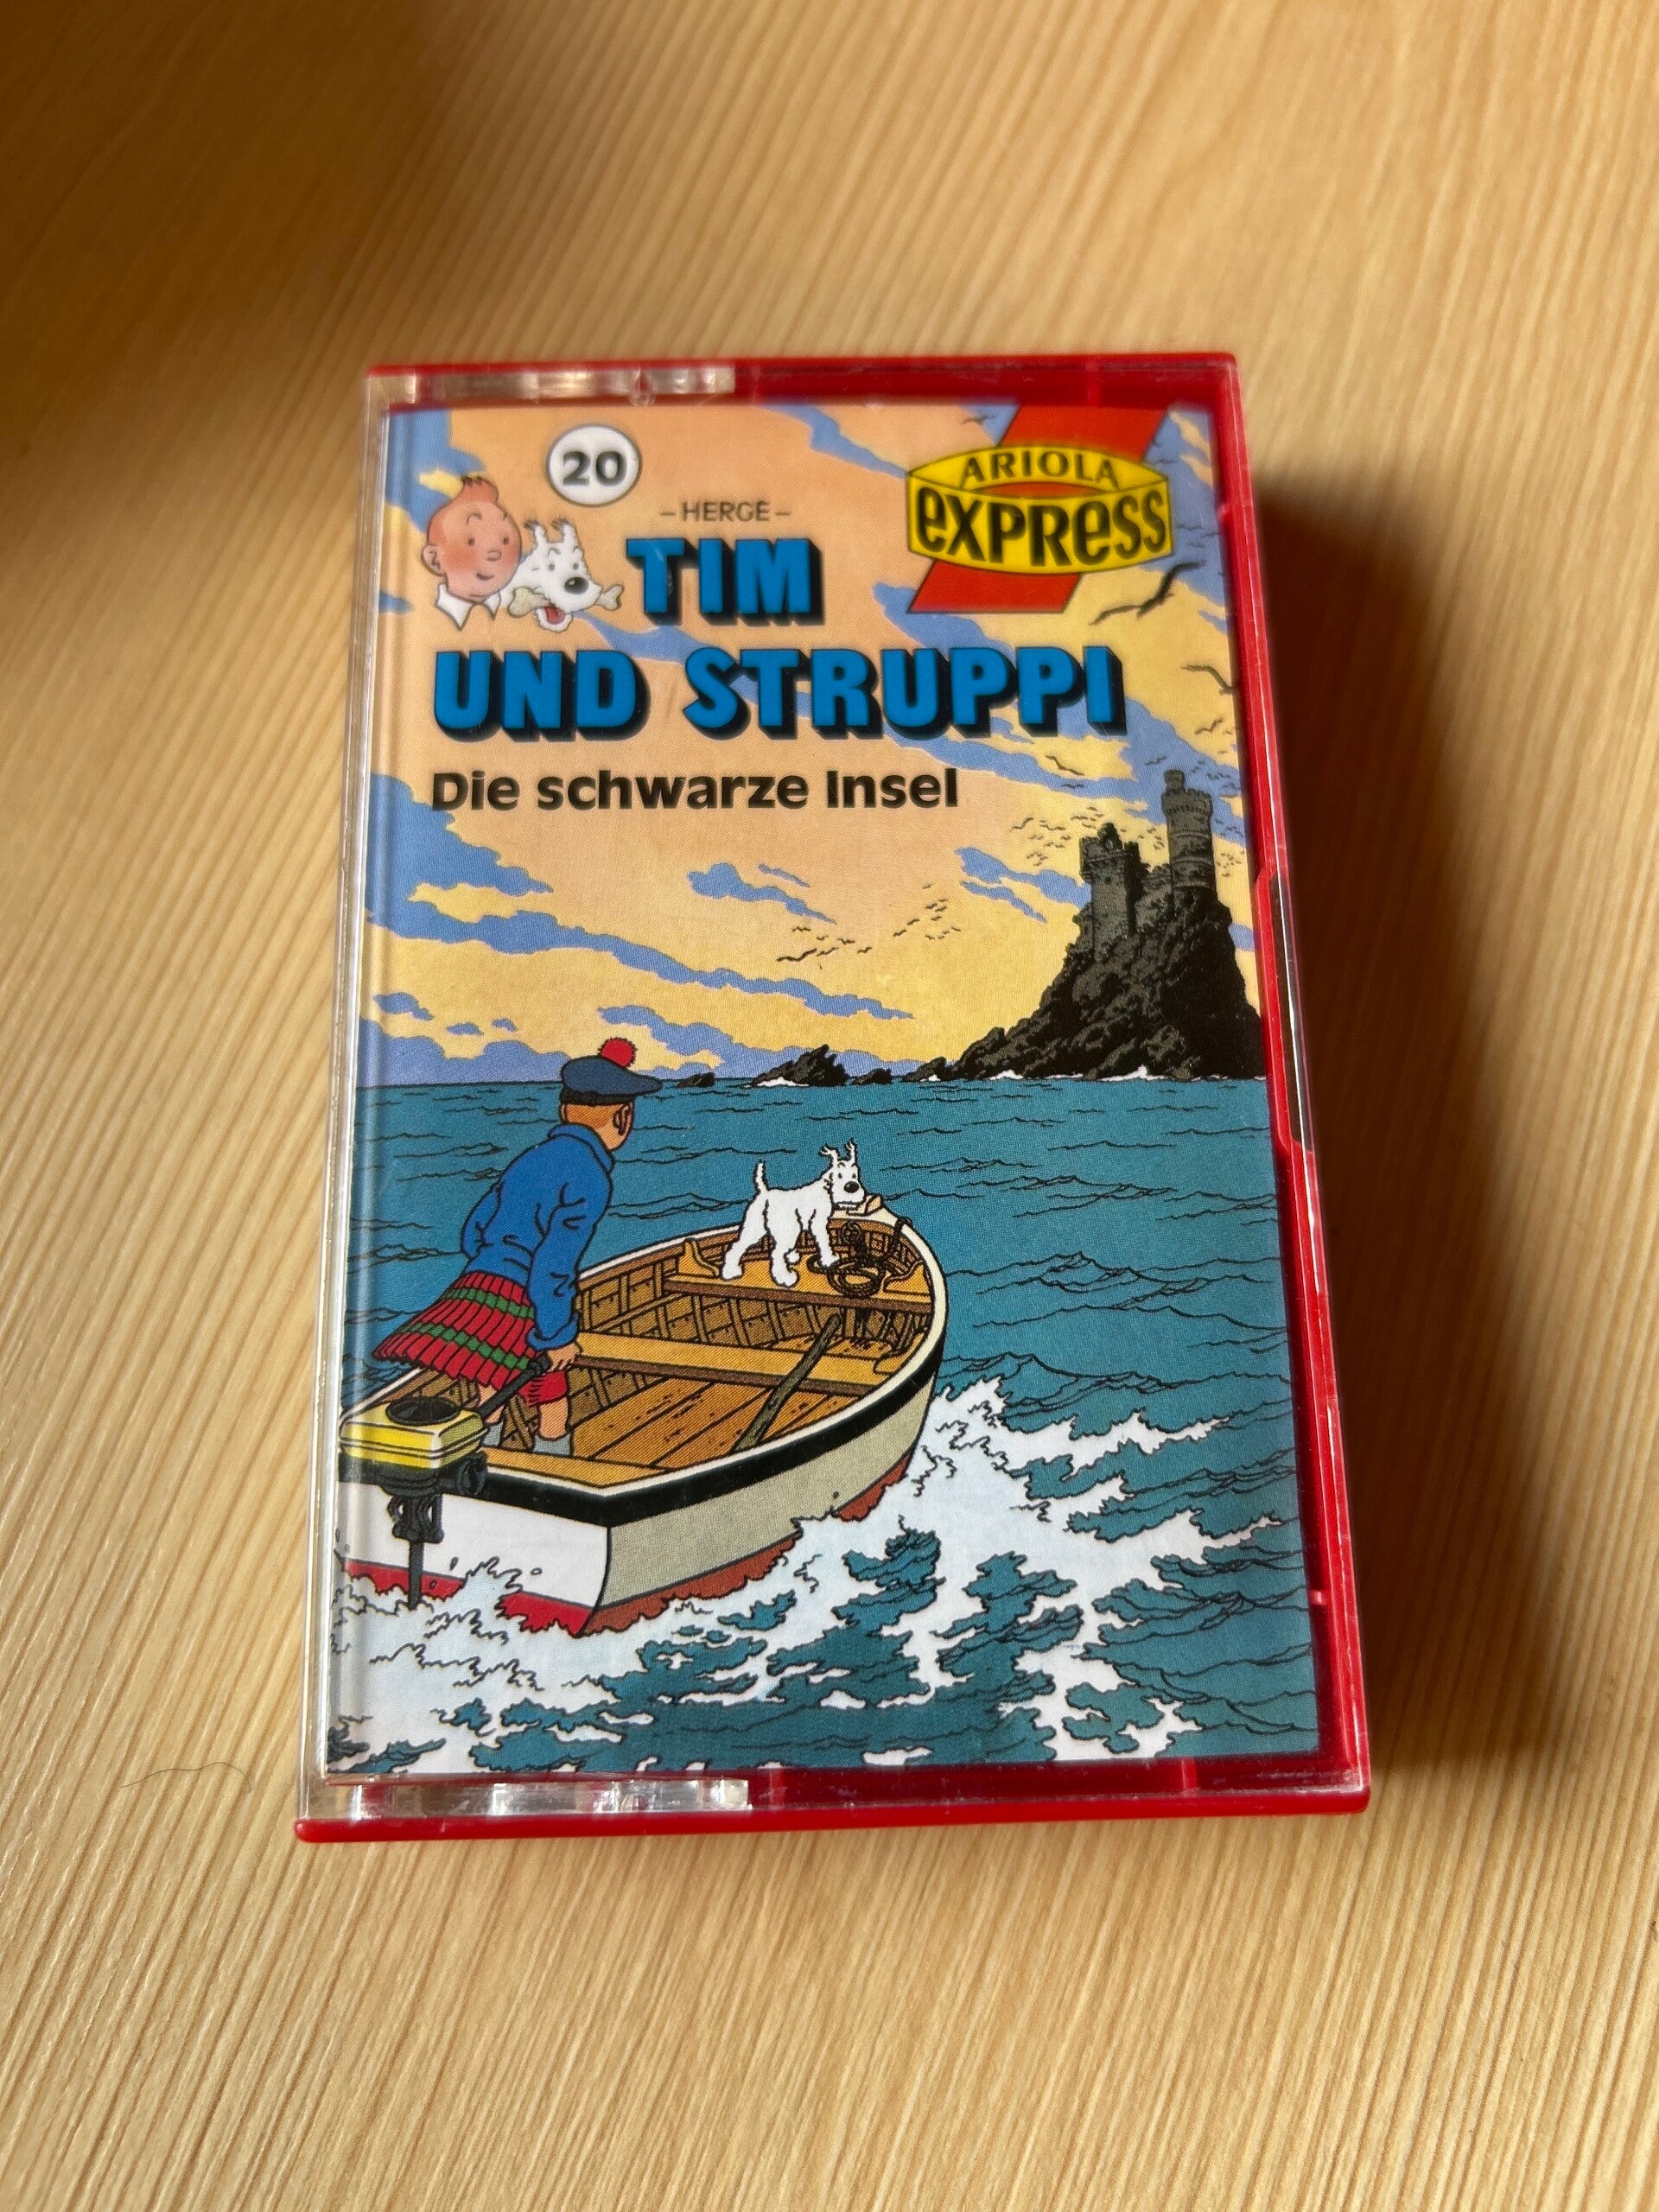 20
ARIOLA
eXPRess
–HERGÉ–
TIM
UND STRUPPI
Die schwarze Insel